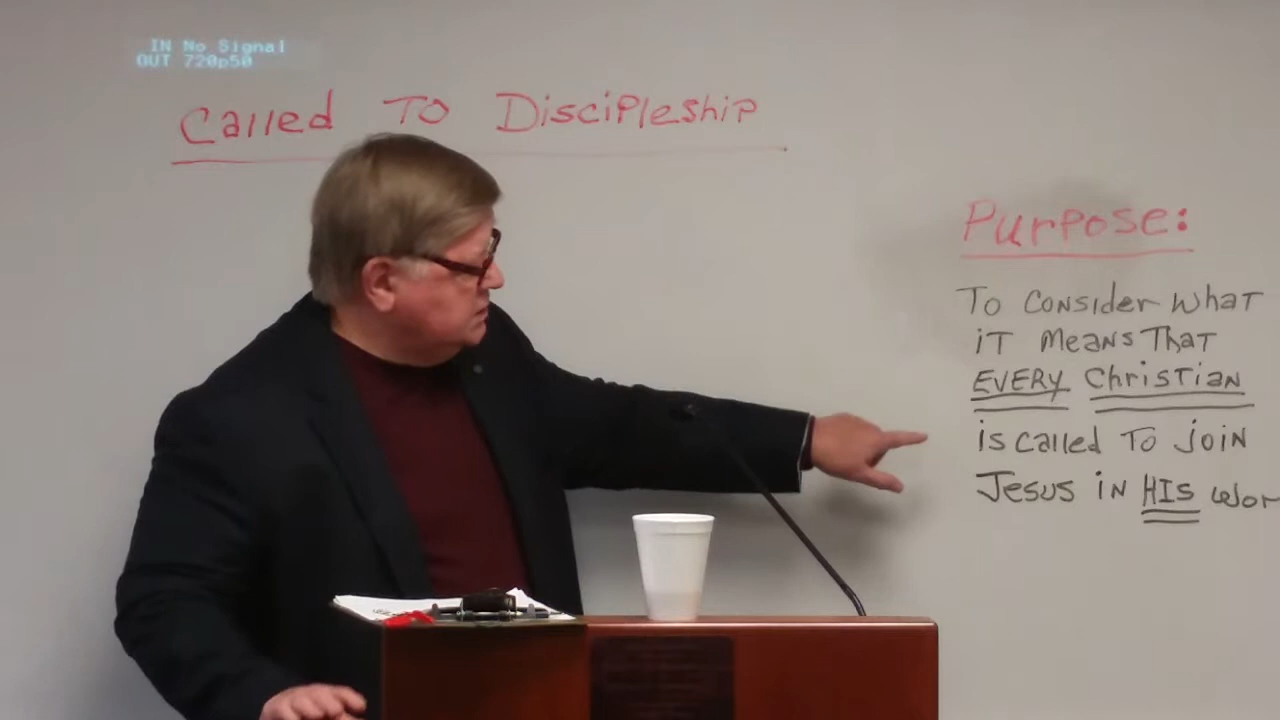 IN No Signal
OUT 720p50
Called To Discipleship
Purpose:
To Consider what
iT Means That
EVERY Christian
is called To join
Jesus in HIS wor